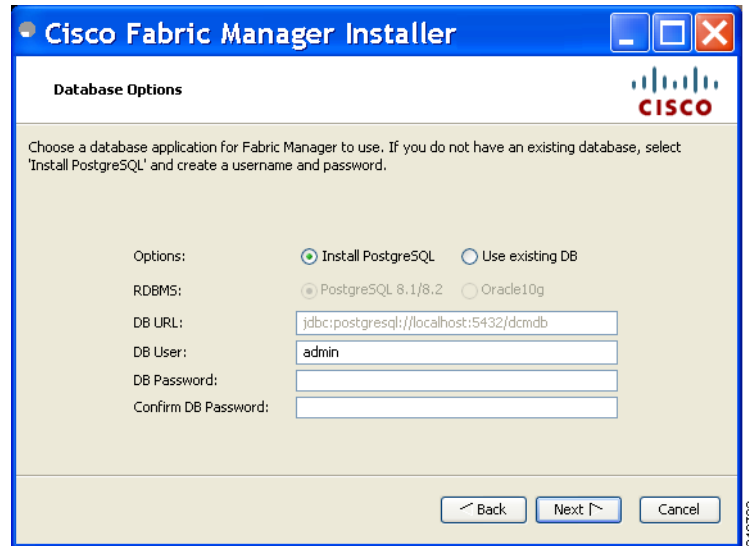 Cisco Fabric Manager Installer
Database Options
CISCO
Choose a database application for Fabric Manager to use. If you do not have an existing database, select
'Install PostgreSQL' and create a username and password.
Options: Install PostgreSQL Use existing DB
RDBMS: PostgreSQL 8.1/8.2 Oracle10g
DB URL: jdbc:postgresql://localhost:5432/dcmdb
DB User: admin
DB Password:
Confirm DB Password:
Back Next Cancel